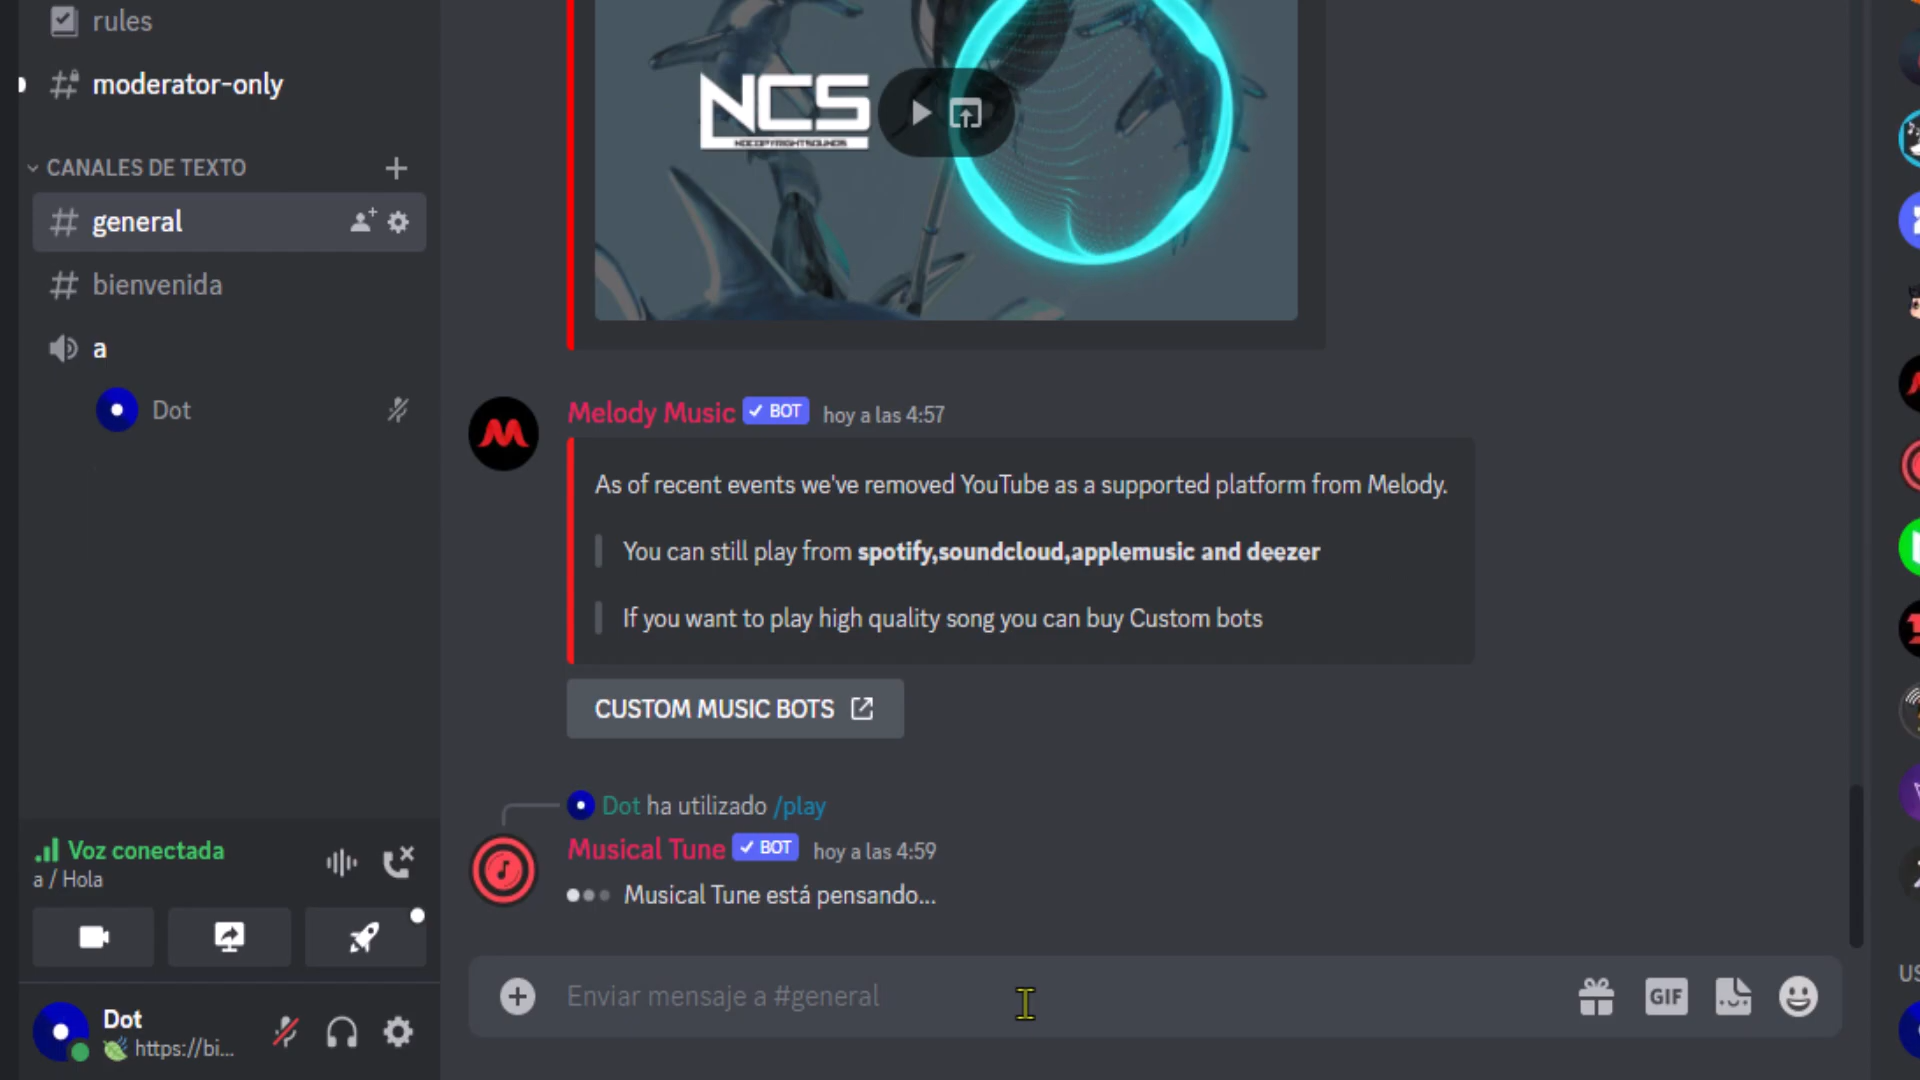 rules
moderator-only
CANALES DE TEXTO
general
bienvenida
a
Dot
Voz conectada
a / Hola
Dot
https://bi...
NCS
NOCOPYRIGHTSOUNDS
Melody Music ✓ BOT hoy a las 4:57
As of recent events we've removed YouTube as a supported platform from Melody.
You can still play from spotify,soundcloud,applemusic and deezer
If you want to play high quality song you can buy Custom bots
CUSTOM MUSIC BOTS
Dot ha utilizado /play
Musical Tune ✓ BOT hoy a las 4:59
Musical Tune está pensando...
Enviar mensaje a #general
GIF
US